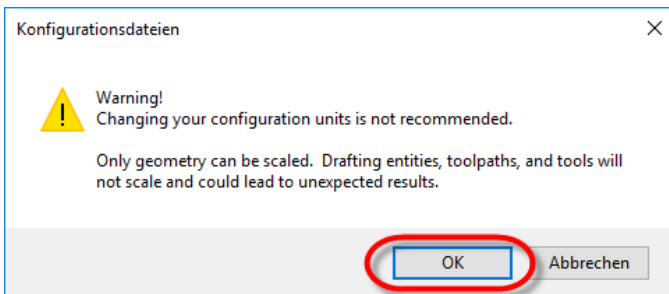 Konfigurationsdateien
Warning!
Changing your configuration units is not recommended.
Only geometry can be scaled.  Drafting entities, toolpaths, and tools will
not scale and could lead to unexpected results.
OK
Abbrechen